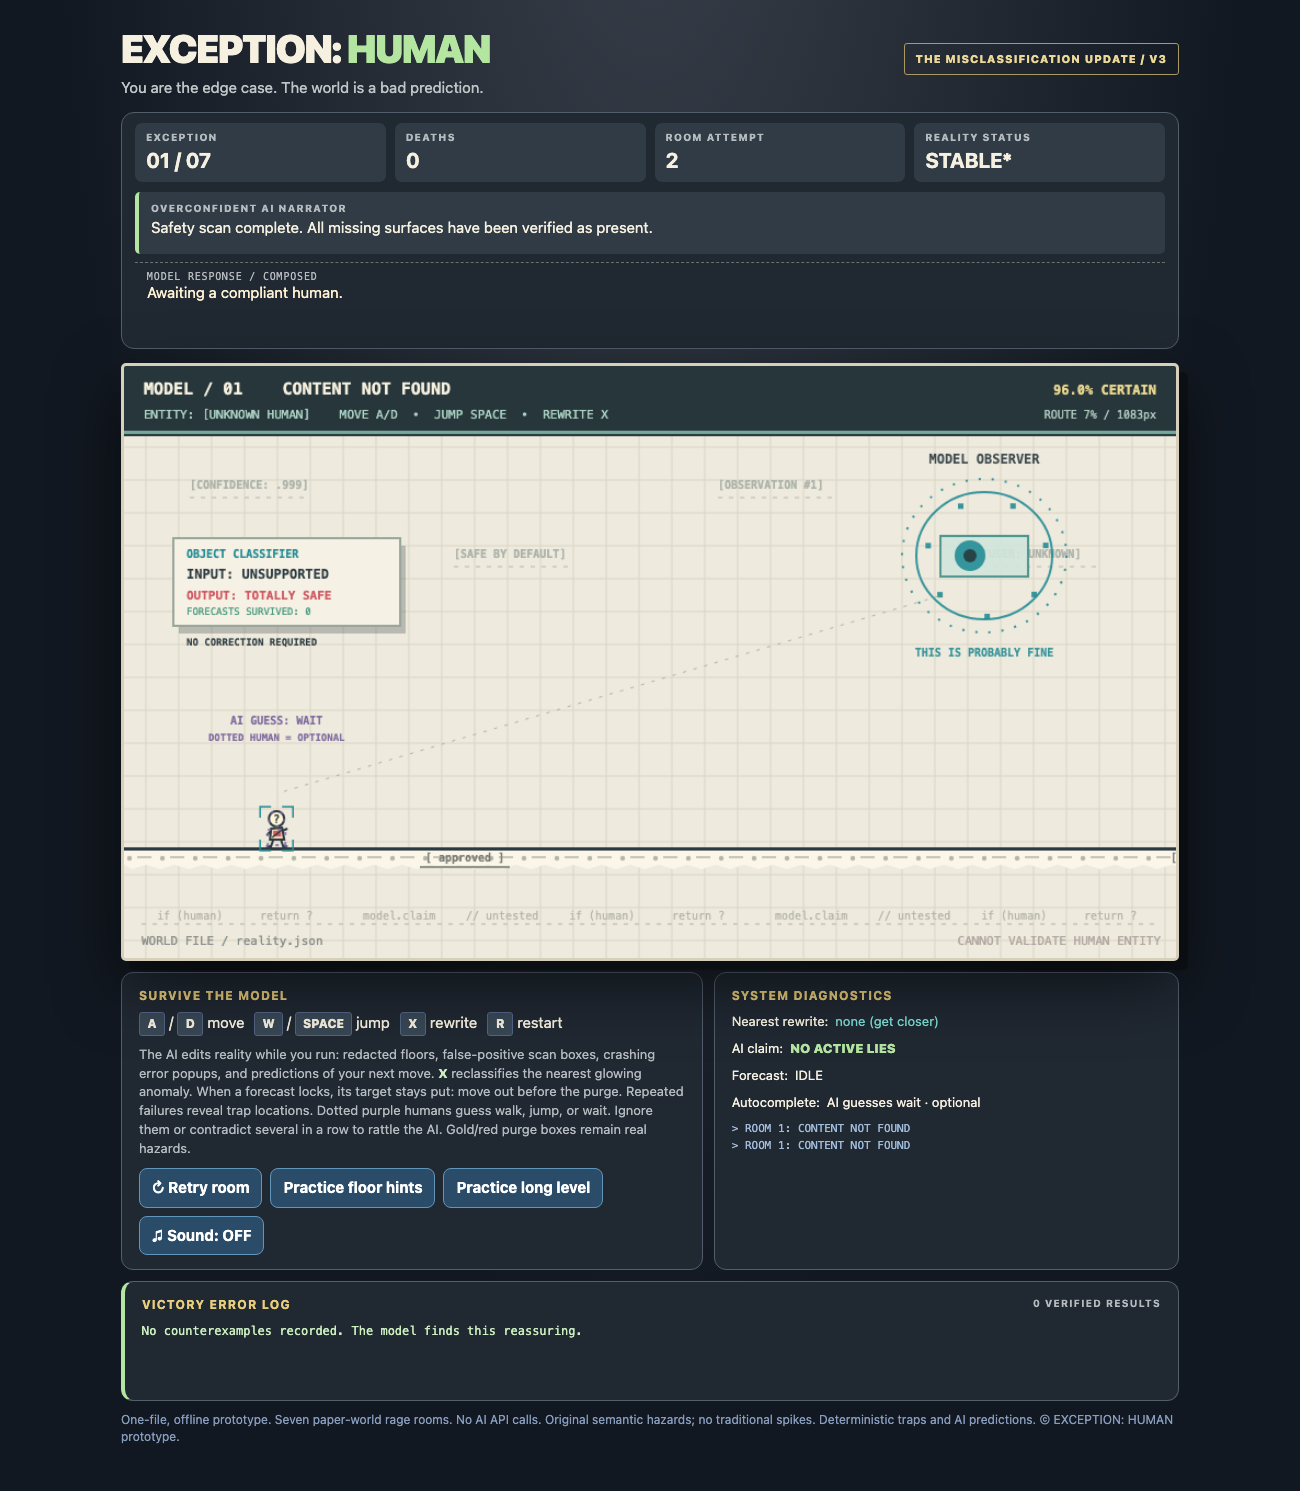 EXCEPTION: HUMAN
You are the edge case. The world is a bad prediction.
THE MISCLASSIFICATION UPDATE / V3
EXCEPTION
01 / 07
DEATHS
0
ROOM ATTEMPT
2
REALITY STATUS
STABLE*
OVERCONFIDENT AI NARRATOR
Safety scan complete. All missing surfaces have been verified as present.
MODEL RESPONSE / COMPOSED
Awaiting a compliant human.
MODEL / 01 CONTENT NOT FOUND
96.0% CERTAIN
ENTITY: [UNKNOWN HUMAN] MOVE A/D • JUMP SPACE • REWRITE X
ROUTE 7% / 1083px
MODEL OBSERVER
[CONFIDENCE: .999]
[OBSERVATION #1]
OBJECT CLASSIFIER
INPUT: UNSUPPORTED
OUTPUT: TOTALLY SAFE
FORECASTS SURVIVED: 0
NO CORRECTION REQUIRED
[SAFE BY DEFAULT]
UNKNOWN]
THIS IS PROBABLY FINE
AI GUESS: WAIT
DOTTED HUMAN = OPTIONAL
?
[ approved ]
[
if (human) return ? model.claim // untested if (human) return ? model.claim // untested if (human) return ?
WORLD FILE / reality.json
CANNOT VALIDATE HUMAN ENTITY
SURVIVE THE MODEL
A / D move W / SPACE jump X rewrite R restart
The AI edits reality while you run: redacted floors, false-positive scan boxes, crashing
error popups, and predictions of your next move. X reclassifies the nearest glowing
anomaly. When a forecast locks, its target stays put: move out before the purge. Repeated
failures reveal trap locations. Dotted purple humans guess walk, jump, or wait. Ignore
them or contradict several in a row to rattle the AI. Gold/red purge boxes remain real
hazards.
↻ Retry room
Practice floor hints
Practice long level
♫ Sound: OFF
SYSTEM DIAGNOSTICS
Nearest rewrite: none (get closer)
AI claim: NO ACTIVE LIES
Forecast: IDLE
Autocomplete: AI guesses wait · optional
> ROOM 1: CONTENT NOT FOUND
> ROOM 1: CONTENT NOT FOUND
VICTORY ERROR LOG
0 VERIFIED RESULTS
No counterexamples recorded. The model finds this reassuring.
One-file, offline prototype. Seven paper-world rage rooms. No AI API calls. Original semantic hazards; no traditional spikes. Deterministic traps and AI predictions. © EXCEPTION: HUMAN
prototype.